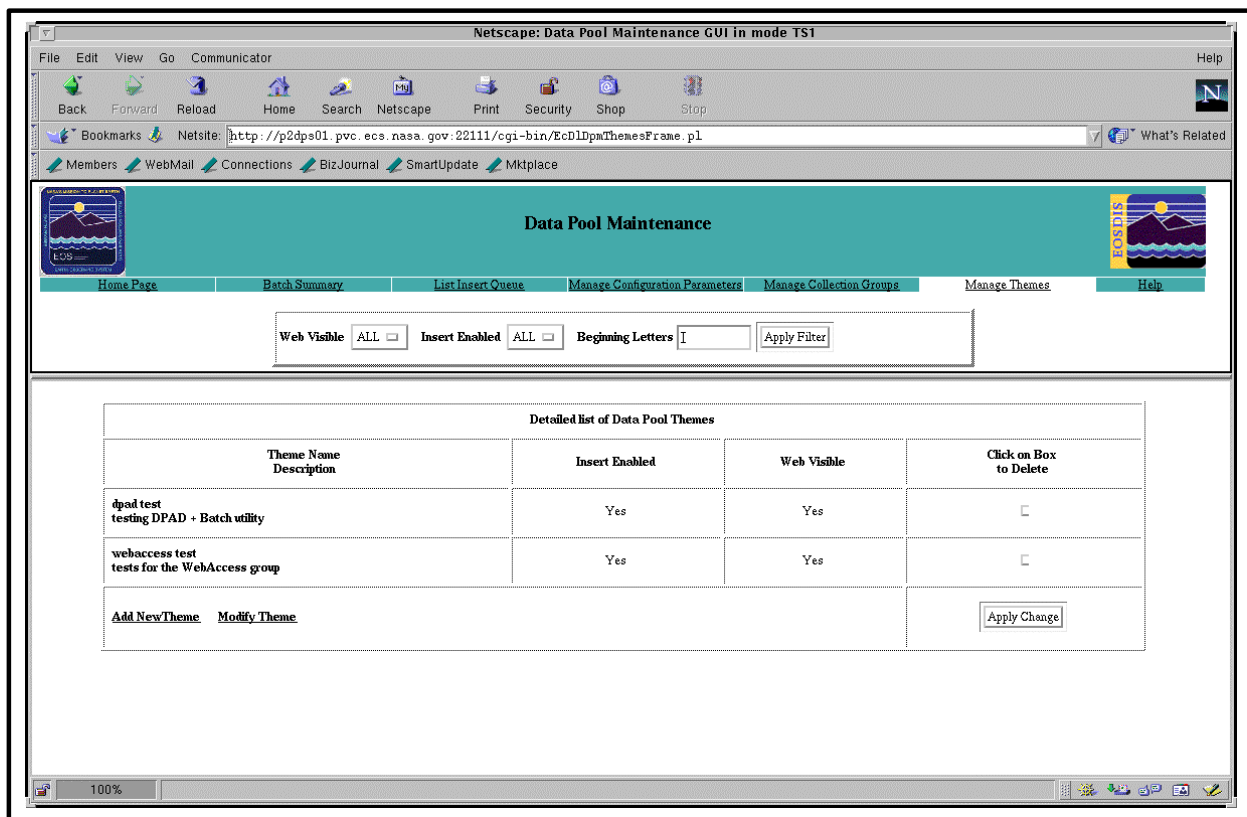 Netscape: Data Pool Maintenance GUI in mode TS1
File Edit View Go Communicator Help
Back Forward Reload Home Search Netscape Print Security Shop Stop
My
N
Bookmarks Netsite: http://p2dps01.pvc.ecs.nasa.gov:22111/cgi-bin/EcDlDpmThemesFrame.pl What's Related
Members WebMail Connections BizJournal SmartUpdate Mktplace
Data Pool Maintenance
EOS
EOSDIS
Home Page Batch Summary List Insert Queue Manage Configuration Parameters Manage Collection Groups Manage Themes Help
Web Visible ALL Insert Enabled ALL Beginning Letters Apply Filter
Detailed list of Data Pool Themes
Theme Name Insert Enabled Web Visible Click on Box
Description to Delete
dpad test Yes Yes
testing DPAD + Batch utility
webaccess test Yes Yes
tests for the WebAccess group
Add NewTheme Modify Theme Apply Change
100%